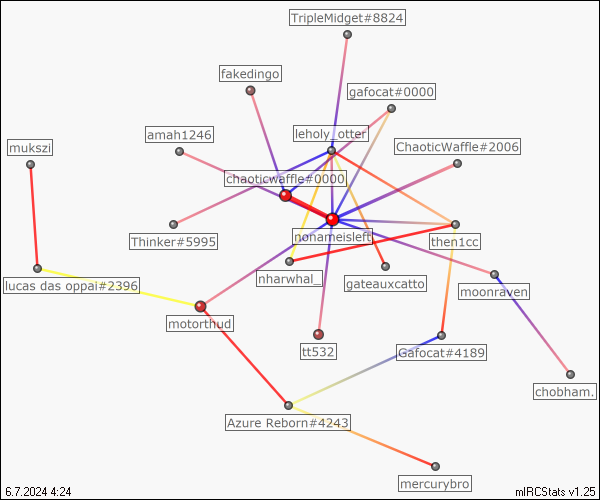 TripleMidget#8824
fakedingo
gafocat#0000
leholy_otter
amah1246
mukszi
ChaoticWaffle#2006
chaoticwaffle#0000
Thinker#5995
nonameisleft
then1cc
nharwhal_
gateauxcatto
lucas das oppai#2396
moonraven
motorthud
tt532
Gafocat#4189
chobham.
Azure Reborn#4243
mercurybro
6.7.2024 4:24
mIRCStats v1.25